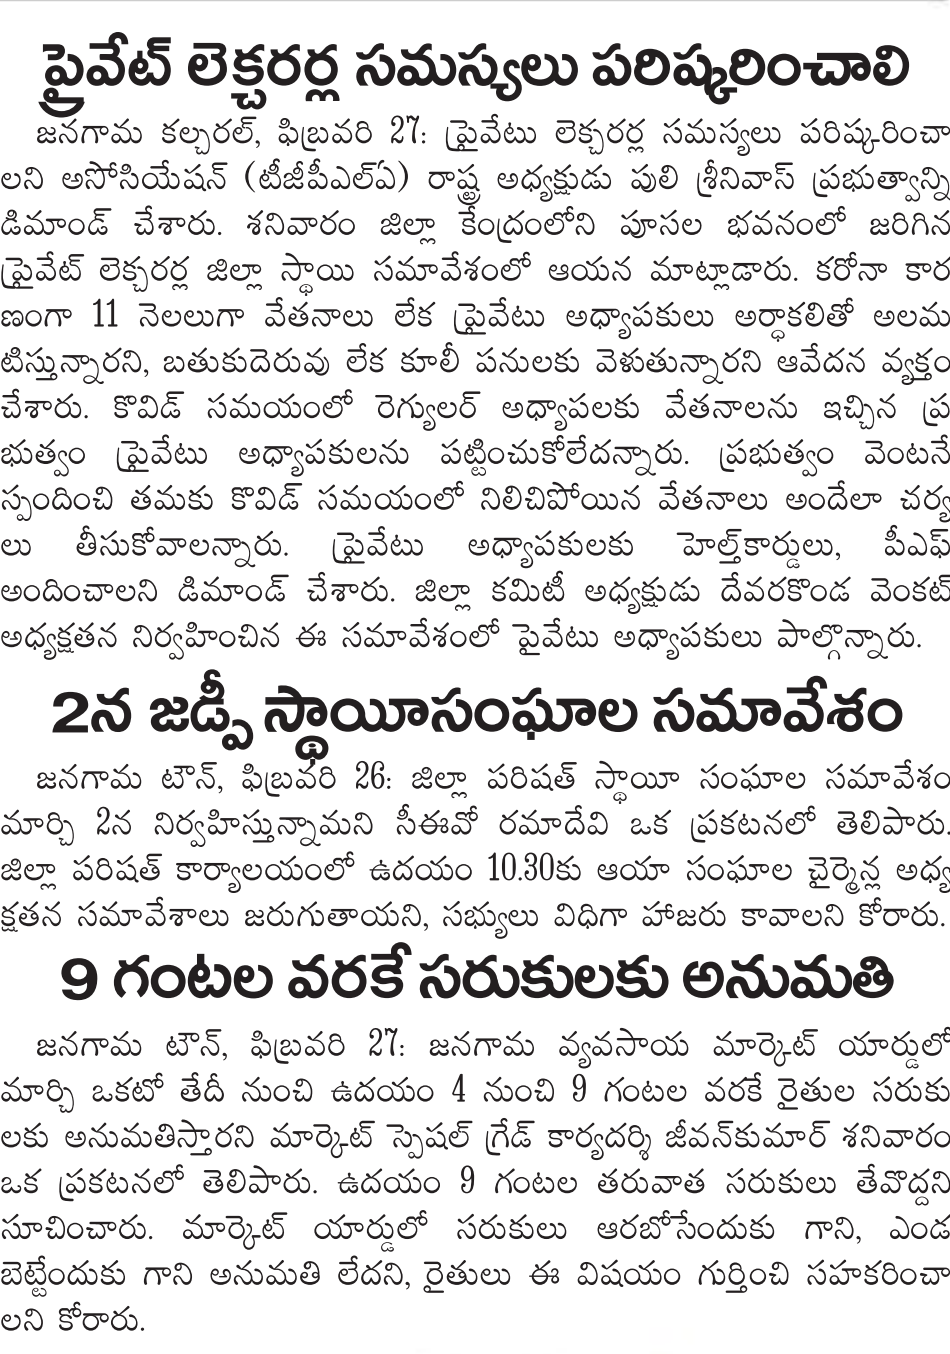 ప్రైవేట్ లెక్చరర్ల సమస్యలు పరిష్కరించాలి
జనగామ కల్చరల్, ఫిబ్రవరి 27: ప్రైవేటు లెక్చరర్ల సమస్యలు పరిష్కరించా
లని అసోసియేషన్ (టీజీపీఎల్ఏ) రాష్ట్ర అధ్యక్షుడు పులి శ్రీనివాస్ ప్రభుత్వాన్ని
డిమాండ్ చేశారు. శనివారం జిల్లా కేంద్రంలోని పూసల భవనంలో జరిగిన
ప్రైవేట్ లెక్చరర్ల జిల్లా స్థాయి సమావేశంలో ఆయన మాట్లాడారు. కరోనా కార
ణంగా 11 నెలలుగా వేతనాలు లేక ప్రైవేటు అధ్యాపకులు అర్ధాకలితో అలమ
టిస్తున్నారని, బతుకుదెరువు లేక కూలీ పనులకు వెళుతున్నారని ఆవేదన వ్యక్తం
చేశారు. కొవిడ్ సమయంలో రెగ్యులర్ అధ్యాపలకు వేతనాలను ఇచ్చిన ప్ర
భుత్వం ప్రైవేటు అధ్యాపకులను పట్టించుకోలేదన్నారు. ప్రభుత్వం వెంటనే
స్పందించి తమకు కొవిడ్ సమయంలో నిలిచిపోయిన వేతనాలు అందేలా చర్య
లు తీసుకోవాలన్నారు. ప్రైవేటు అధ్యాపకులకు హెల్త్‌కార్డులు, పీఎఫ్
అందించాలని డిమాండ్ చేశారు. జిల్లా కమిటీ అధ్యక్షుడు దేవరకొండ వెంకట్
అధ్యక్షతన నిర్వహించిన ఈ సమావేశంలో పైవేటు అధ్యాపకులు పాల్గొన్నారు.
2న జడ్పీ స్థాయీసంఘాల సమావేశం
జనగామ టౌన్, ఫిబ్రవరి 26: జిల్లా పరిషత్ స్థాయీ సంఘాల సమావేశం
మార్చి 2న నిర్వహిస్తున్నామని సీఈవో రమాదేవి ఒక ప్రకటనలో తెలిపారు.
జిల్లా పరిషత్ కార్యాలయంలో ఉదయం 10.30కు ఆయా సంఘాల చైర్మెన్ల అధ్య
క్షతన సమావేశాలు జరుగుతాయని, సభ్యులు విధిగా హాజరు కావాలని కోరారు.
9 గంటల వరకే సరుకులకు అనుమతి
జనగామ టౌన్, ఫిబ్రవరి 27: జనగామ వ్యవసాయ మార్కెట్ యార్డులో
మార్చి ఒకటో తేదీ నుంచి ఉదయం 4 నుంచి 9 గంటల వరకే రైతుల సరుకు
లకు అనుమతిస్తారని మార్కెట్ స్పెషల్ గ్రేడ్ కార్యదర్శి జీవన్‌కుమార్ శనివారం
ఒక ప్రకటనలో తెలిపారు. ఉదయం 9 గంటల తరువాత సరుకులు తేవొద్దని
సూచించారు. మార్కెట్ యార్డులో సరుకులు ఆరబోసేందుకు గాని, ఎండ
బెట్టేందుకు గాని అనుమతి లేదని, రైతులు ఈ విషయం గుర్తించి సహకరించా
లని కోరారు.